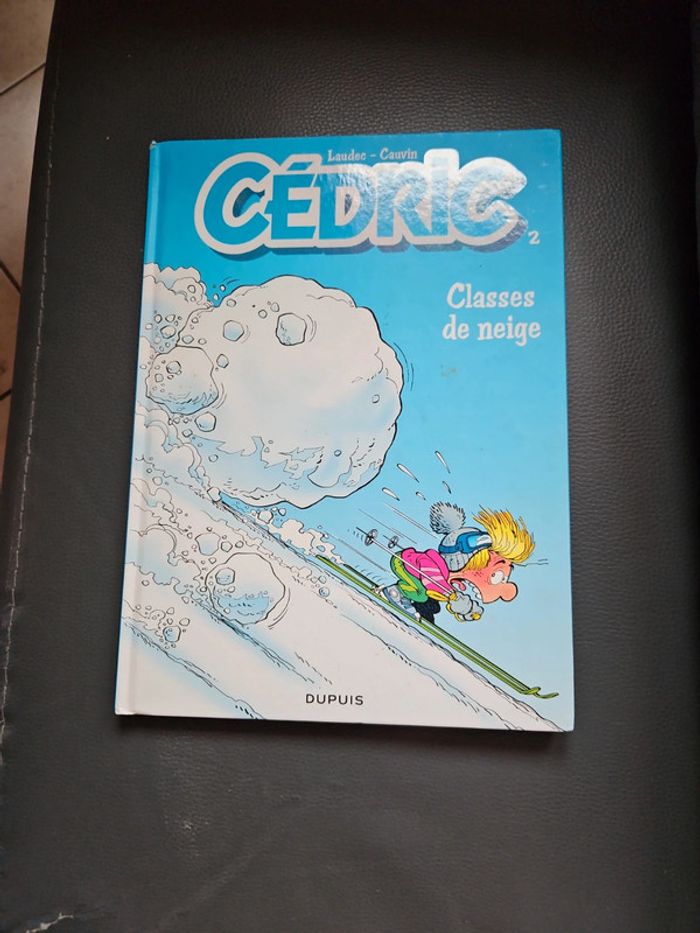 Laudec - Cauvin
CÉDRIC
2
Classes
de neige
DUPUIS